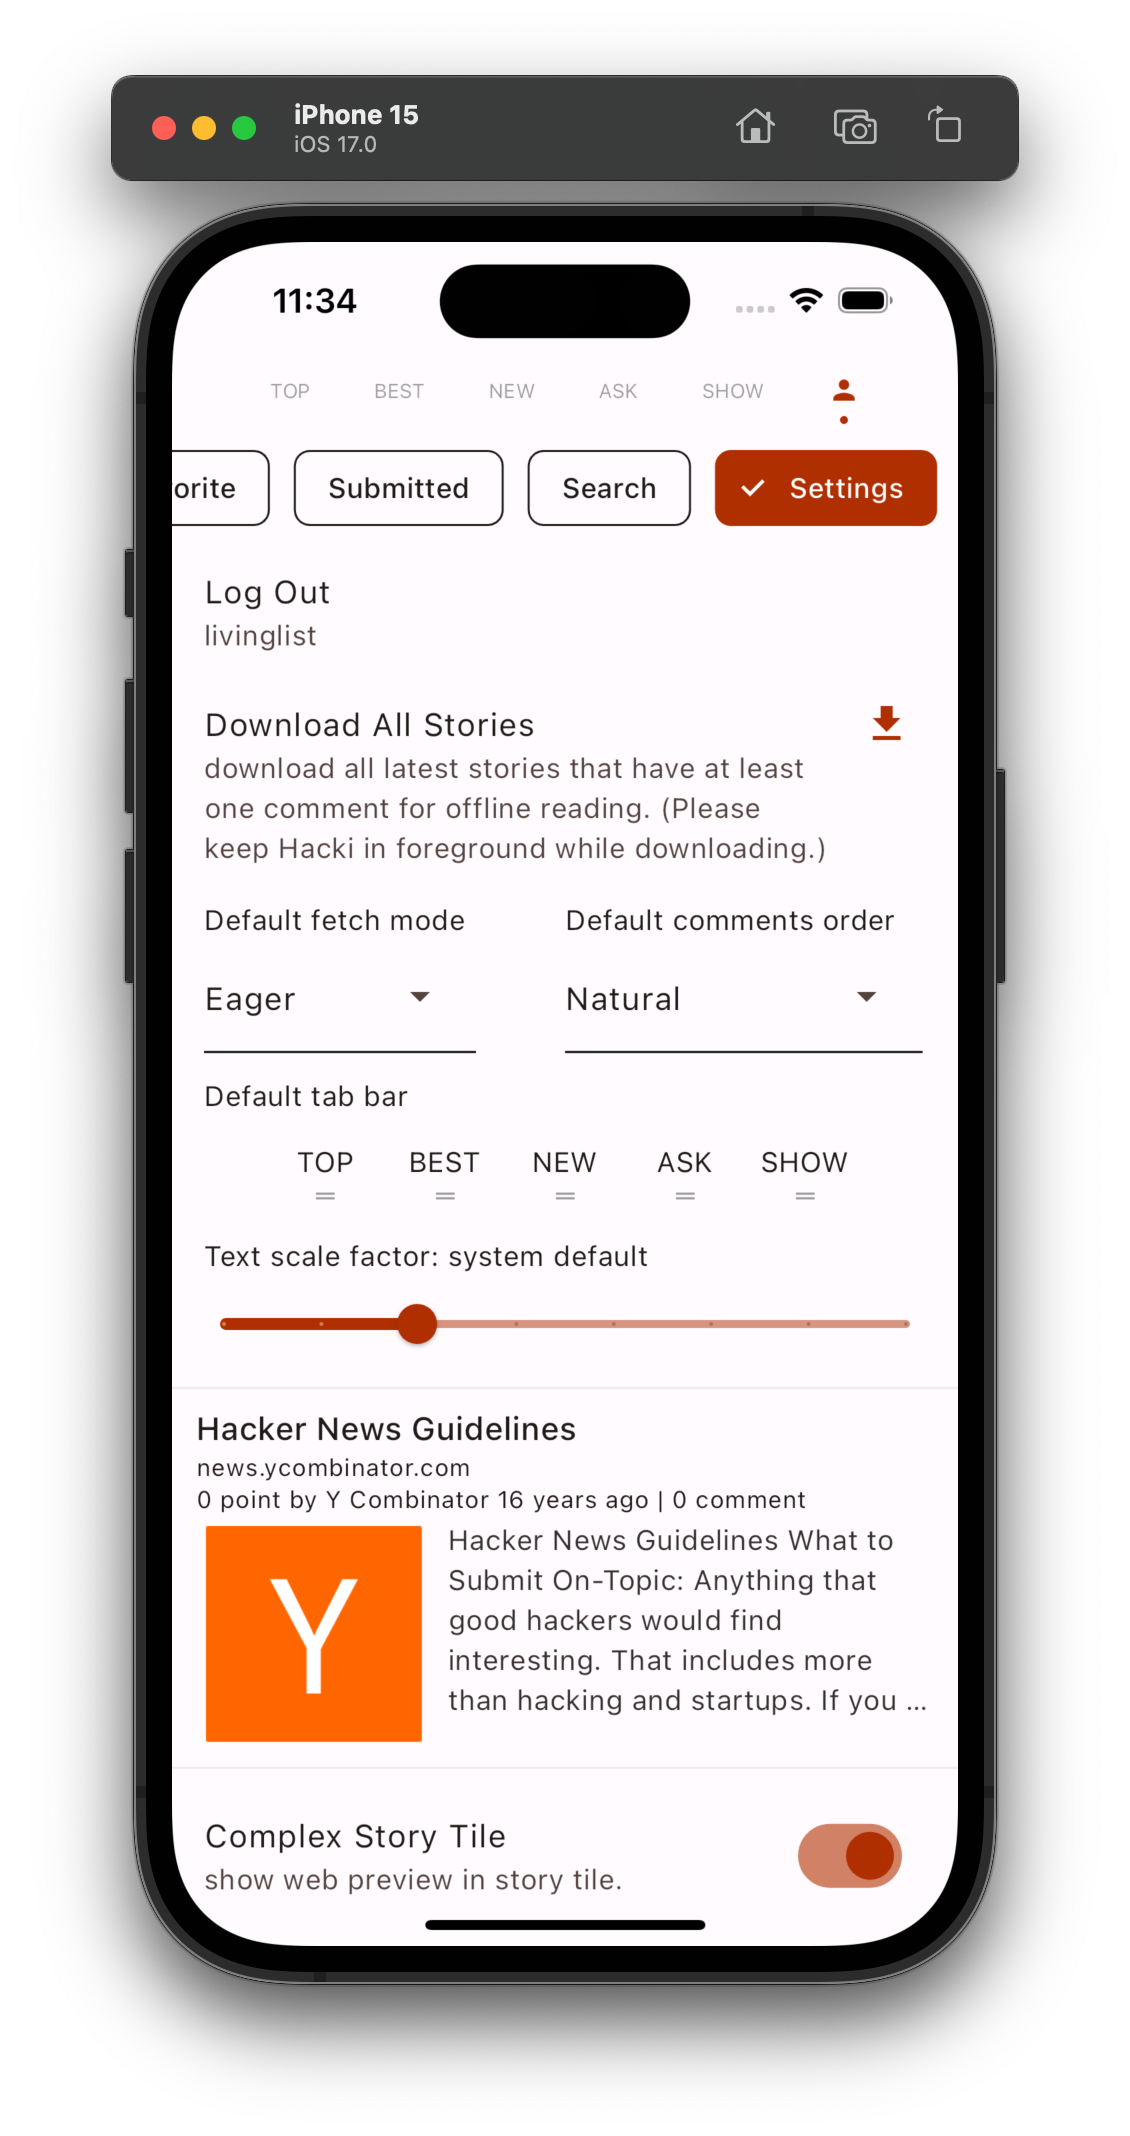 iPhone 15
iOS 17.0
11:34
TOP BEST NEW ASK SHOW
orite Submitted Search Settings
Log Out
livinglist
Download All Stories
download all latest stories that have at least
one comment for offline reading. (Please
keep Hacki in foreground while downloading.)
Default fetch mode Default comments order
Eager Natural
Default tab bar
TOP BEST NEW ASK SHOW
Text scale factor: system default
Hacker News Guidelines
news.ycombinator.com
0 point by Y Combinator 16 years ago | 0 comment
Y
Hacker News Guidelines What to
Submit On-Topic: Anything that
good hackers would find
interesting. That includes more
than hacking and startups. If you ...
Complex Story Tile
show web preview in story tile.